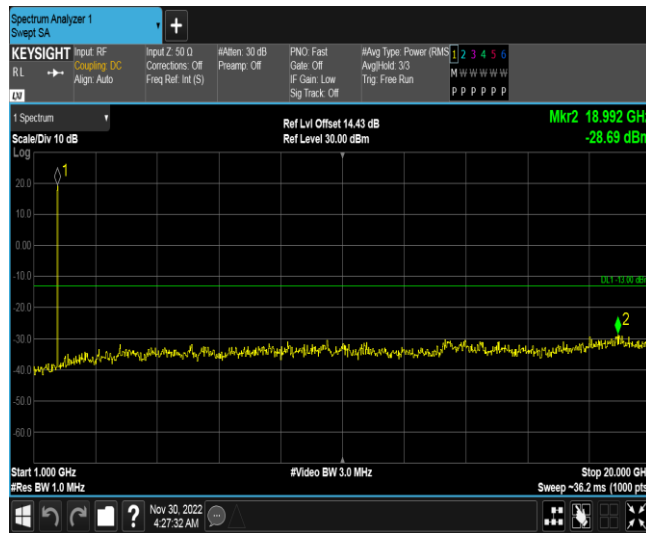 Spectrum Analyzer 1
Swept SA
+
KEYSIGHT Input: RF Input Z: 50 Ω #Atten: 30 dB PNO: Fast #Avg Type: Power (RMS 1 2 3 4 5 6
RL Coupling: DC Corrections: Off Preamp: Off Gate: Off Avg|Hold: 3/3 M W W W W W
Align: Auto Freq Ref: Int (S) IF Gain: Low Trig: Free Run
LXI Sig Track: Off P P P P P P
1 Spectrum Ref Lvl Offset 14.43 dB Mkr2 18.992 GHz
Scale/Div 10 dB Ref Level 30.00 dBm -28.69 dBm
Log
1
20.0
10.0
0.00
-10.0
DL1 -13.00 dBm
-20.0
2
-30.0
-40.0
-50.0
-60.0
Start 1.000 GHz #Video BW 3.0 MHz Stop 20.000 GH
#Res BW 1.0 MHz Sweep ~36.2 ms (1000 pts
? Nov 30, 2022
4:27:32 AM